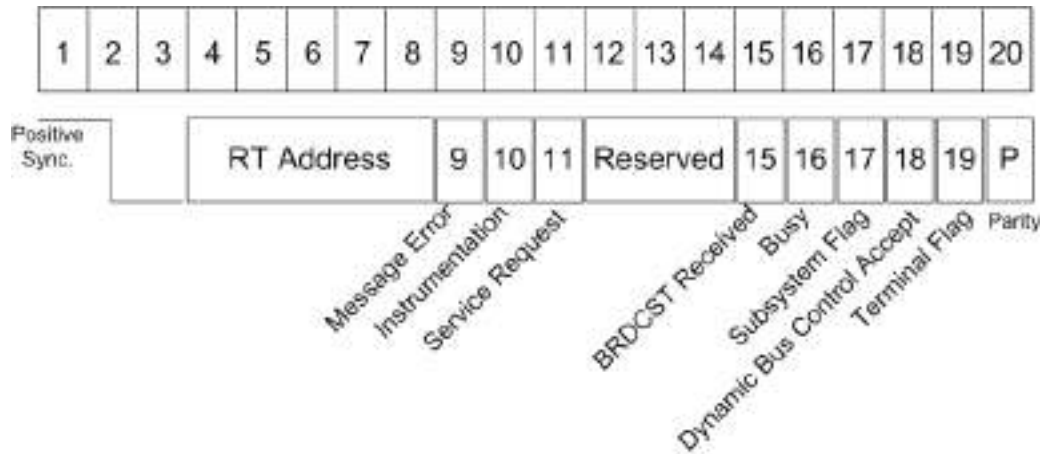 1 2 3 4 5 6 7 8 9 10 11 12 13 14 15 16 17 18 19 20
Positive
Sync.
RT Address 9 10 11 Reserved 15 16 17 18 19 P
Message Error
Instrumentation
Service Request
BRDCST Received
Busy
Subsystem Flag
Dynamic Bus Control Accept
Terminal Flag
Parity